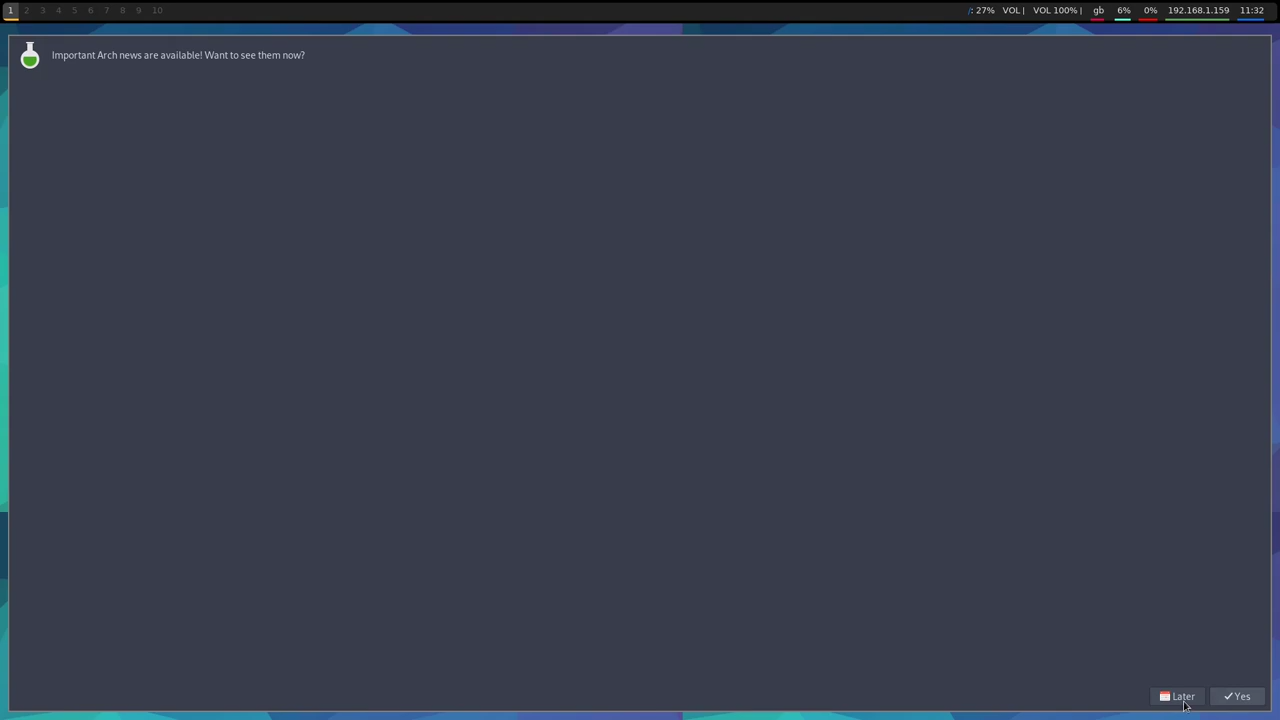 1 2 3 4 5 6 7 8 9 10 /: 27% VOL | VOL 100% | gb 6% 0% 192.168.1.159 11:32
Important Arch news are available! Want to see them now?
Later Yes